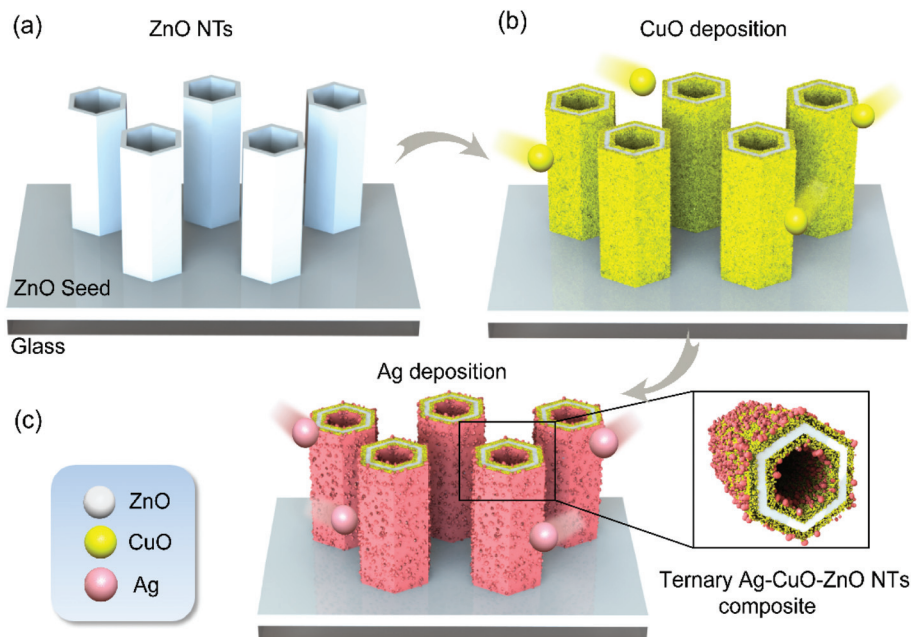 (a)
ZnO NTs
(b)
CuO deposition
ZnO Seed
Glass
Ag deposition
(c)
ZnO
CuO
Ag
Ternary Ag-CuO-ZnO NTs
composite